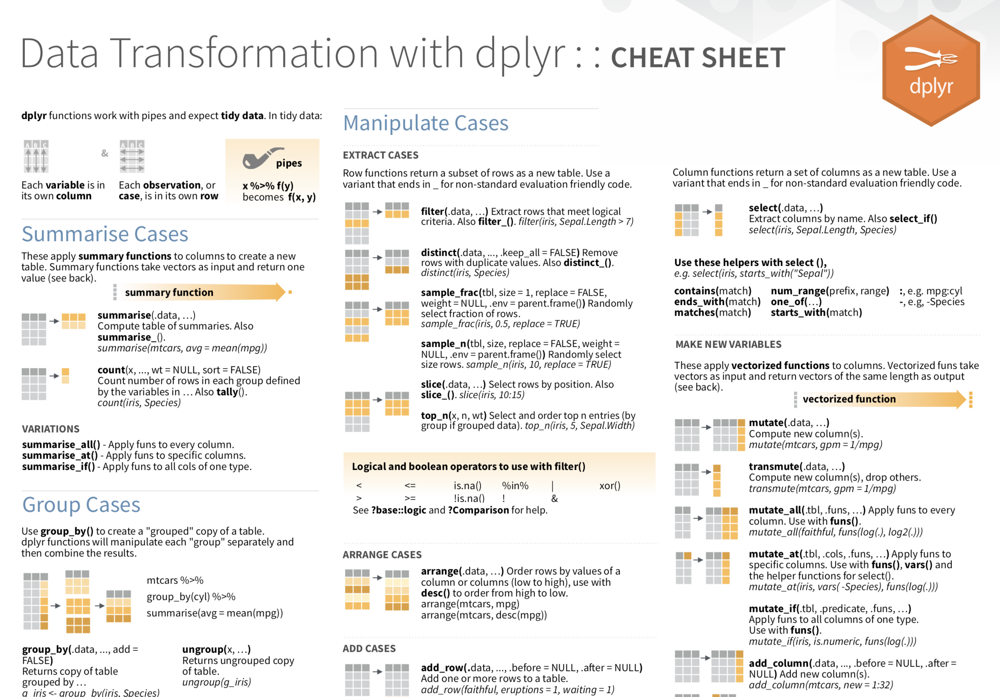 Data Transformation with dplyr : : CHEAT SHEET
dplyr
dplyr functions work with pipes and expect tidy data. In tidy data:
A B C
&
A B C
pipes
Each variable is in
its own column
Each observation, or
case, is in its own row
x %>% f(y)
becomes f(x, y)
Summarise Cases
These apply summary functions to columns to create a new
table. Summary functions take vectors as input and return one
value (see back).
summary function
summarise(.data, …)
Compute table of summaries. Also
summarise_().
summarise(mtcars, avg = mean(mpg))
count(x, ..., wt = NULL, sort = FALSE)
Count number of rows in each group defined
by the variables in … Also tally().
count(iris, Species)
VARIATIONS
summarise_all() - Apply funs to every column.
summarise_at() - Apply funs to specific columns.
summarise_if() - Apply funs to all cols of one type.
Group Cases
Use group_by() to create a "grouped" copy of a table.
dplyr functions will manipulate each "group" separately and
then combine the results.
mtcars %>%
group_by(cyl) %>%
summarise(avg = mean(mpg))
group_by(.data, ..., add =
FALSE)
Returns copy of table
grouped by …
g_iris <- group_by(iris, Species)
ungroup(x, …)
Returns ungrouped copy
of table.
ungroup(g_iris)
Manipulate Cases
EXTRACT CASES
Row functions return a subset of rows as a new table. Use a
variant that ends in _ for non-standard evaluation friendly code.
filter(.data, …) Extract rows that meet logical
criteria. Also filter_(). filter(iris, Sepal.Length > 7)
distinct(.data, ..., .keep_all = FALSE) Remove
rows with duplicate values. Also distinct_().
distinct(iris, Species)
sample_frac(tbl, size = 1, replace = FALSE,
weight = NULL, .env = parent.frame()) Randomly
select fraction of rows.
sample_frac(iris, 0.5, replace = TRUE)
sample_n(tbl, size, replace = FALSE, weight =
NULL, .env = parent.frame()) Randomly select
size rows. sample_n(iris, 10, replace = TRUE)
slice(.data, …) Select rows by position. Also
slice_(). slice(iris, 10:15)
top_n(x, n, wt) Select and order top n entries (by
group if grouped data). top_n(iris, 5, Sepal.Width)
Logical and boolean operators to use with filter()
< <= is.na() %in% | xor()
> >= !is.na() ! &
See ?base::logic and ?Comparison for help.
ARRANGE CASES
arrange(.data, …) Order rows by values of a
column or columns (low to high), use with
desc() to order from high to low.
arrange(mtcars, mpg)
arrange(mtcars, desc(mpg))
ADD CASES
add_row(.data, ..., .before = NULL, .after = NULL)
Add one or more rows to a table.
add_row(faithful, eruptions = 1, waiting = 1)
Column functions return a set of columns as a new table. Use a
variant that ends in _ for non-standard evaluation friendly code.
select(.data, …)
Extract columns by name. Also select_if()
select(iris, Sepal.Length, Species)
Use these helpers with select (),
e.g. select(iris, starts_with("Sepal"))
contains(match) num_range(prefix, range) :, e.g. mpg:cyl
ends_with(match) one_of(…) -, e.g, -Species
matches(match) starts_with(match)
MAKE NEW VARIABLES
These apply vectorized functions to columns. Vectorized funs take
vectors as input and return vectors of the same length as output
(see back).
vectorized function
mutate(.data, …)
Compute new column(s).
mutate(mtcars, gpm = 1/mpg)
transmute(.data, …)
Compute new column(s), drop others.
transmute(mtcars, gpm = 1/mpg)
mutate_all(.tbl, .funs, …) Apply funs to every
column. Use with funs().
mutate_all(faithful, funs(log(.), log2(.)))
mutate_at(.tbl, .cols, .funs, …) Apply funs to
specific columns. Use with funs(), vars() and
the helper functions for select().
mutate_at(iris, vars( -Species), funs(log(.)))
mutate_if(.tbl, .predicate, .funs, …)
Apply funs to all columns of one type.
Use with funs().
mutate_if(iris, is.numeric, funs(log(.)))
add_column(.data, ..., .before = NULL, .after =
NULL) Add new column(s).
add_column(mtcars, new = 1:32)